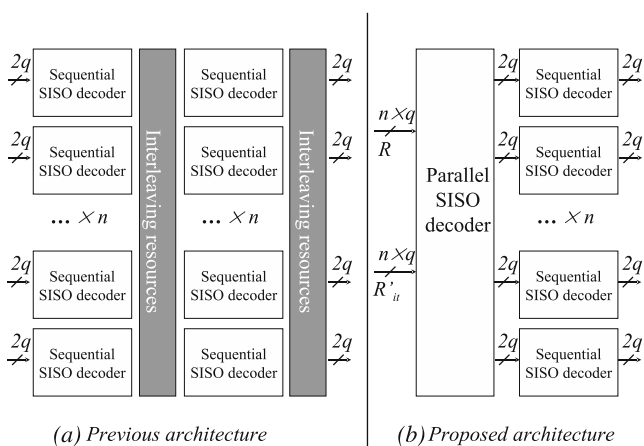 2q
Sequential
SISO decoder
2q
Sequential
SISO decoder
... × n
2q
Sequential
SISO decoder
2q
Sequential
SISO decoder
Interleaving resources
Sequential
SISO decoder
Sequential
SISO decoder
... × n
Sequential
SISO decoder
Sequential
SISO decoder
Interleaving resources
2q
2q
2q
2q
(a) Previous architecture
n×q
R
n×q
R'it
Parallel
SISO
decoder
2q
Sequential
SISO decoder
2q
2q
Sequential
SISO decoder
2q
... × n
2q
Sequential
SISO decoder
2q
2q
Sequential
SISO decoder
2q
(b) Proposed architecture